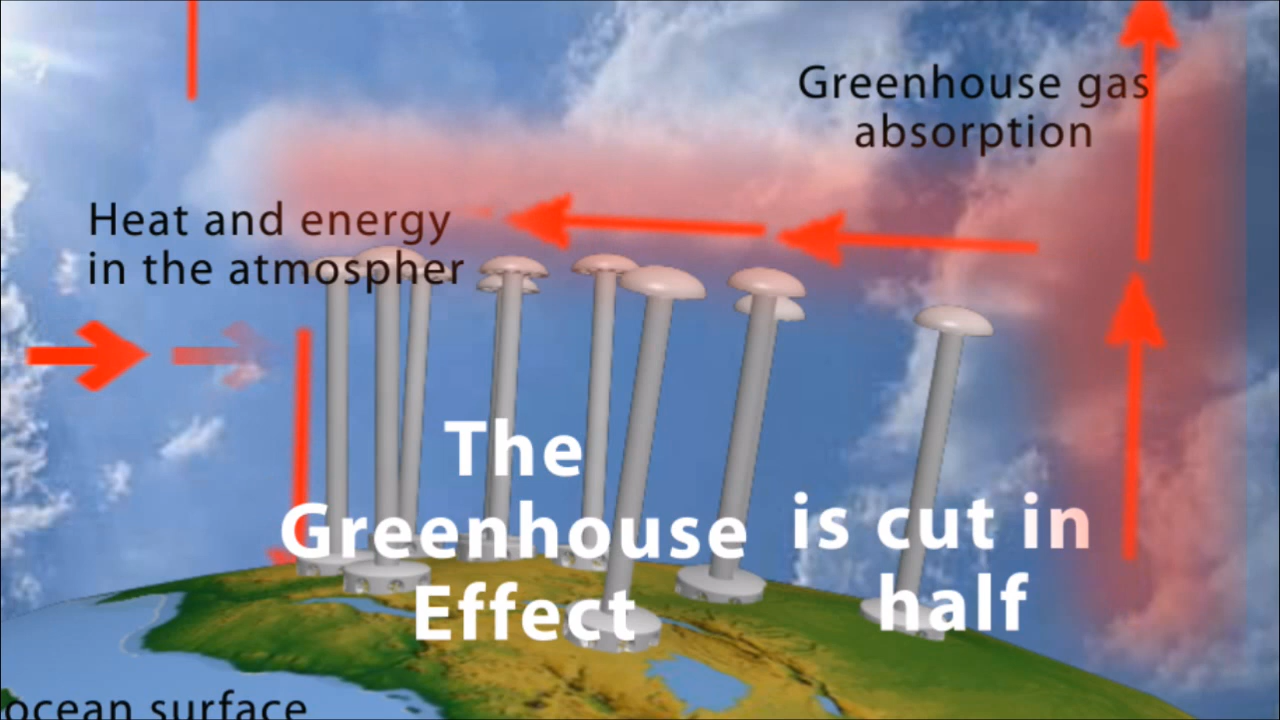 Greenhouse gas
absorption
Heat and energy
in the atmospher
The
Greenhouse
Effect
is cut in
half
ocean surface